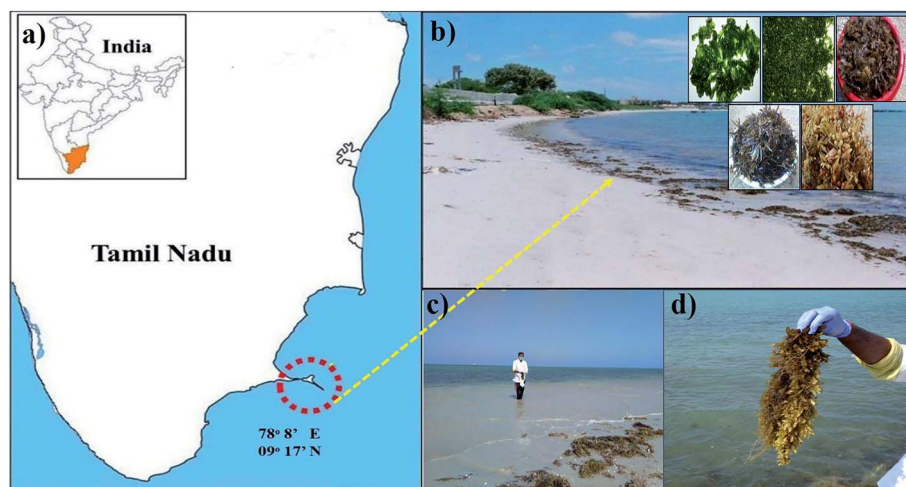 a)
India
Tamil Nadu
78° 8' E
09° 17' N
b)
c)
d)